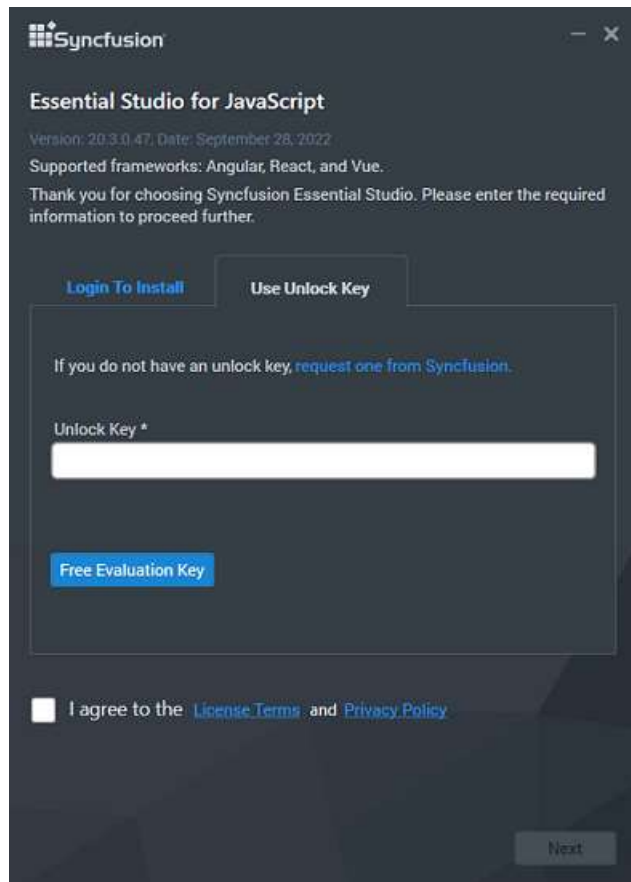 Syncfusion
Essential Studio for JavaScript
Version: 20.3.0.47, Date: September 28, 2022
Supported frameworks: Angular, React, and Vue.
Thank you for choosing Syncfusion Essential Studio. Please enter the required
information to proceed further.
Login To Install
Use Unlock Key
If you do not have an unlock key, request one from Syncfusion.
Unlock Key *
Free Evaluation Key
I agree to the License Terms and Privacy Policy
Next